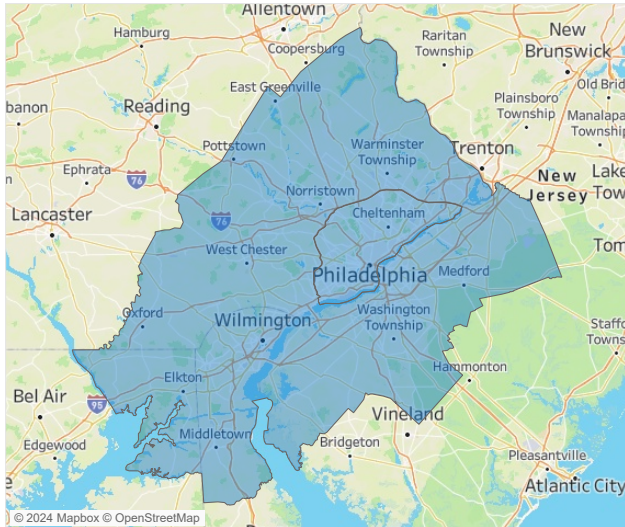 Allentown
Hamburg
Coopersburg
Raritan
Township
New
Brunswick
East Greenville
Old Brid
banon
Reading
Plainsboro
Township
Manalapa
Township
Pottstown
Warminster
Township
Trenton
Ephrata
76
New
Jersey
Lake
Tow
n
Norristown
Lancaster
76
Cheltenham
Tom
West Chester
Philadelphia
Medford
Oxford
Wilmington
Washington
Township
Staffo
Towns
Elkton
Hammonton
Bel Air
95
Vineland
Middletown
Edgewood
Bridgeton
Pleasantville
e
Atlantic City
© 2024 Mapbox © OpenStreetMap